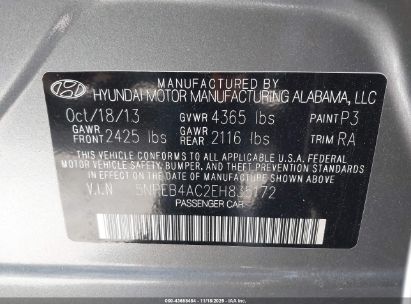 MANUFACTURED BY
HYUNDAI MOTOR MANUFACTURING ALABAMA, LLC
Oct/18/13 GVWR 4365 lbs PAINT P3
GAWR FRONT 2425 lbs GAWR REAR 2116 lbs TRIM RA
THIS VEHICLE CONFORMS TO ALL APPLICABLE U.S.A. FEDERAL
MOTOR VEHICLE SAFETY, BUMPER, AND THEFT PREVENTION
STANDARDS IN EFFECT ON THE DATE OF MANUFACTURE SHOWN ABOVE.
V.I.N 5NPEB4AC2EH835172
PASSENGER CAR